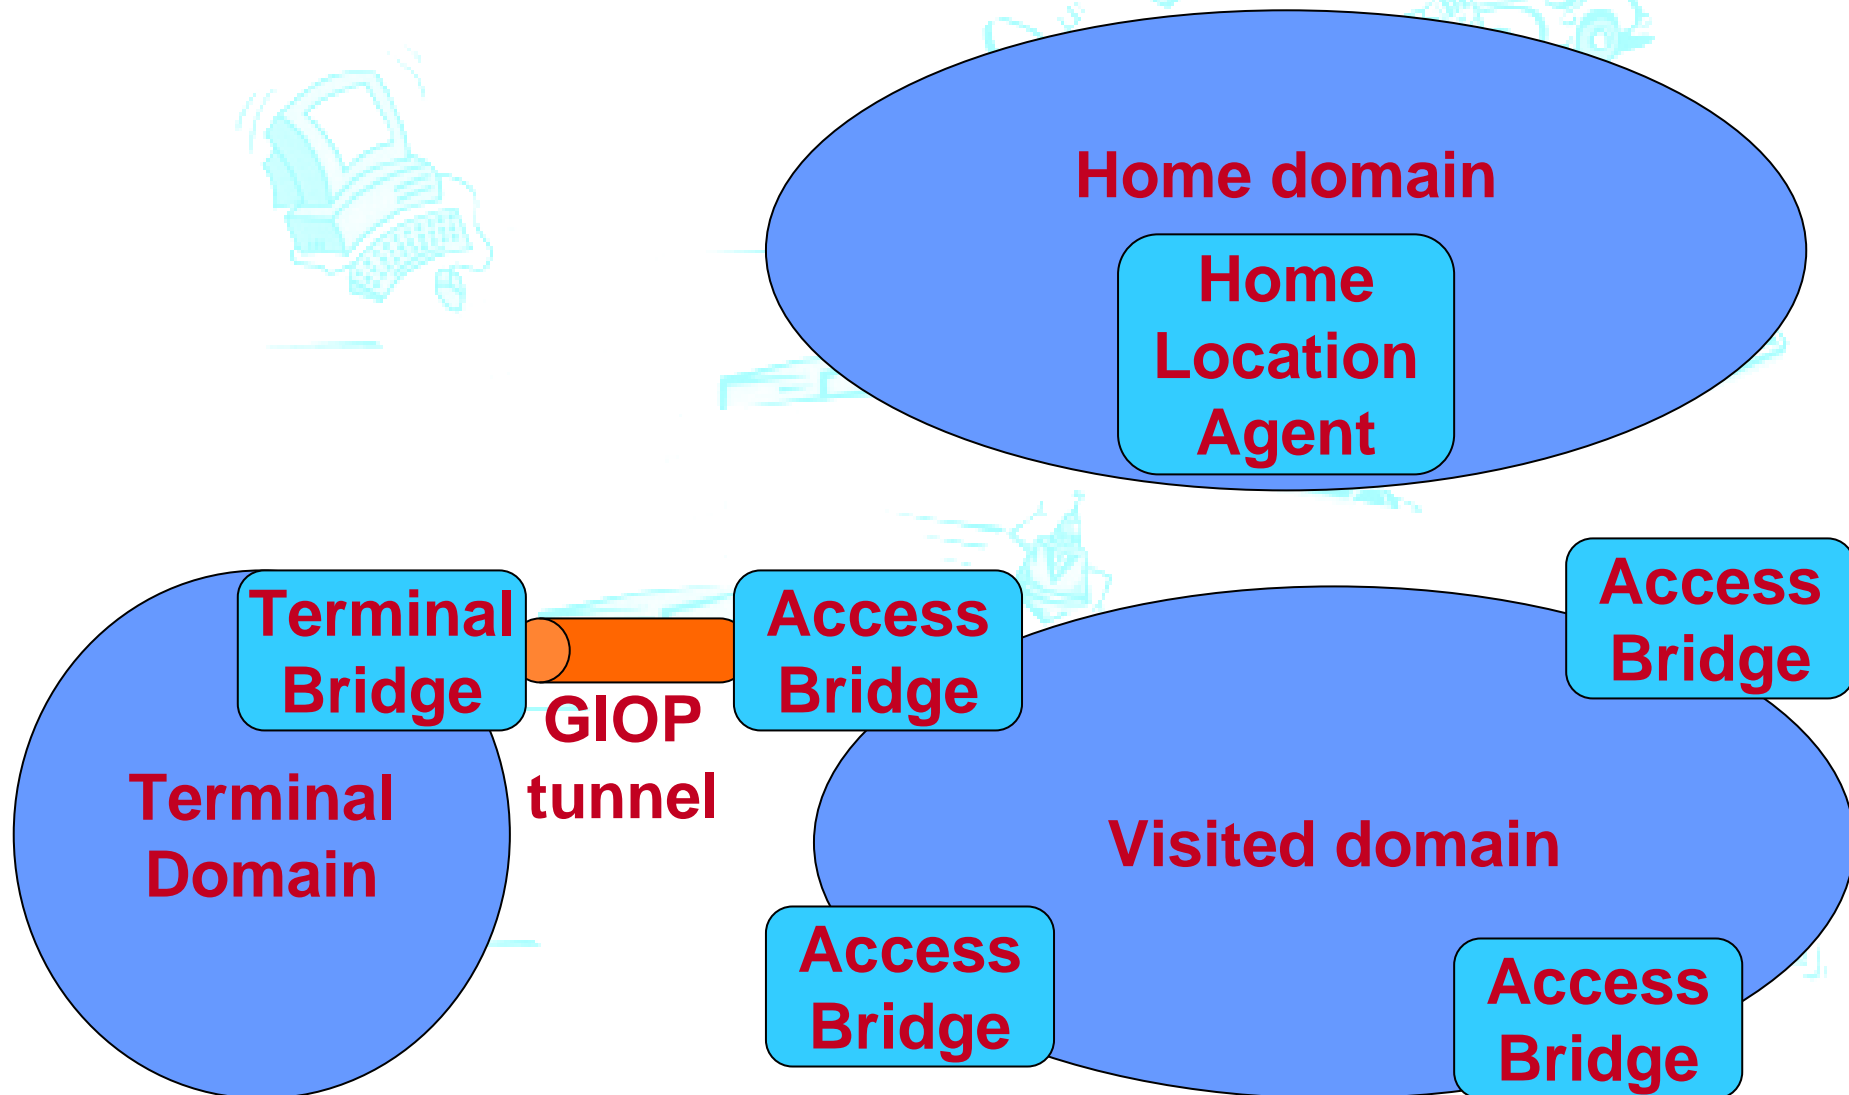 Home domain
Home
Location
Agent
Terminal
Bridge
GIOP
tunnel
Access
Bridge
Access
Bridge
Terminal
Domain
Visited domain
Access
Bridge
Access
Bridge